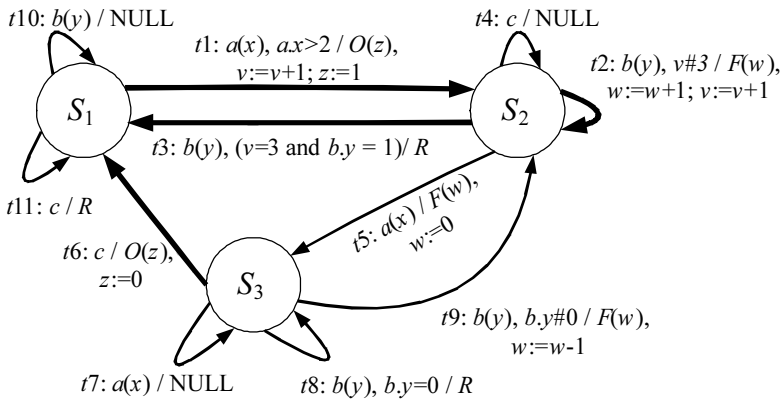 t10: b(y) / NULL
t1: a(x), a.x>2 / O(z),
v:=v+1; z:=1
t4: c / NULL
t2: b(y), v#3 / F(w),
w:=w+1; v:=v+1
S1
S2
t3: b(y), (v=3 and b.y = 1)/ R
t11: c / R
t5: a(x) / F(w),
w:=0
t6: c / O(z),
z:=0
S3
t9: b(y), b.y#0 / F(w),
w:=w-1
t7: a(x) / NULL
t8: b(y), b.y=0 / R